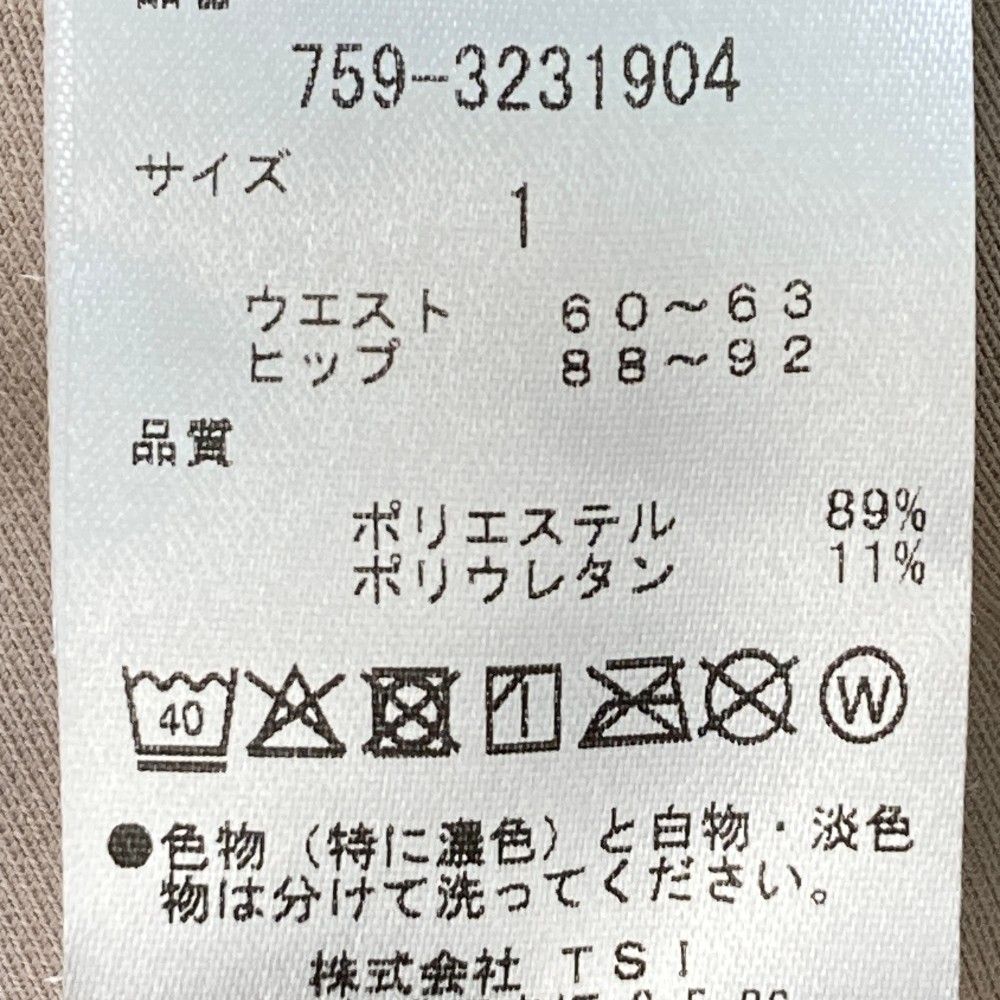 759-3231904
サイズ
1
ウエスト 60～63
ヒップ 88～92
品質
ポリエステル 89%
ポリウレタン 11%
40 W
●色物（特に濃色）と白物・淡色
物は分けて洗ってください。
株式会社 TSI